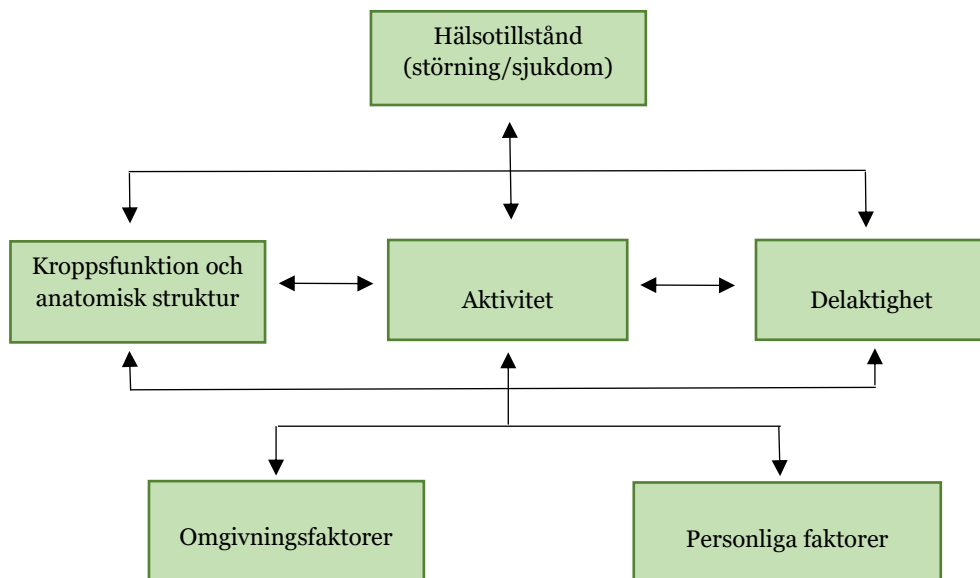 Hälsotillstånd
(störning/sjukdom)
Kroppsfunktion och
anatomisk struktur
Aktivitet
Delaktighet
Omgivningsfaktorer
Personliga faktorer